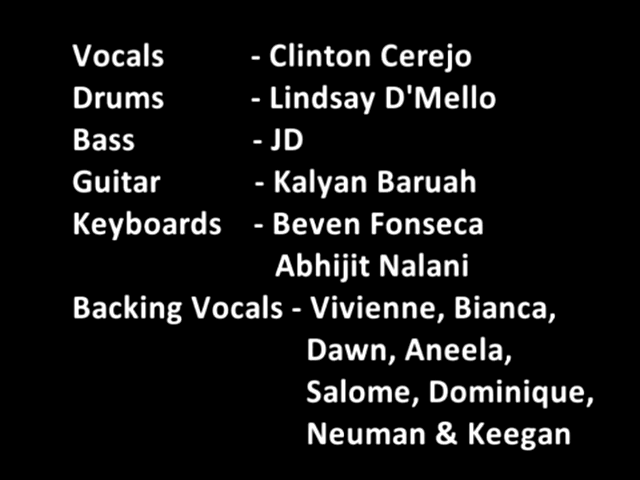 Vocals - Clinton Cerejo
Drums - Lindsay D'Mello
Bass - JD
Guitar - Kalyan Baruah
Keyboards - Beven Fonseca
Abhijit Nalani
Backing Vocals - Vivienne, Bianca,
Dawn, Aneela,
Salome, Dominique,
Neuman & Keegan